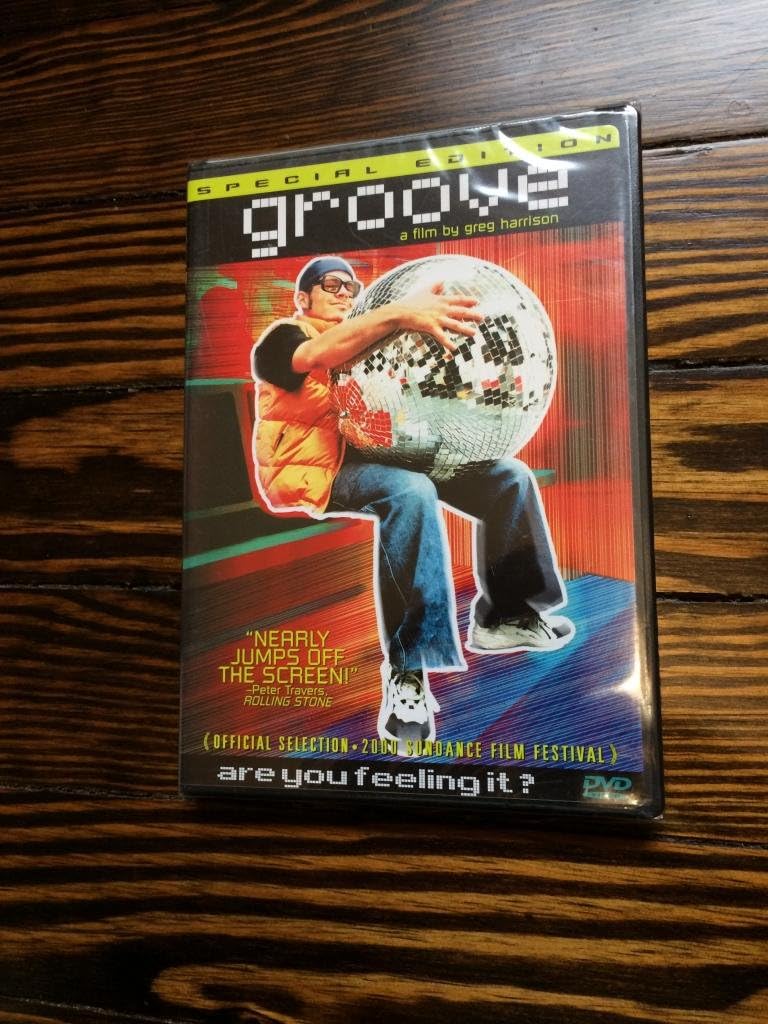 SPECIAL EDITION
groove
a film by greg harrison
"NEARLY
JUMPS OFF
THE SCREEN!"
–Peter Travers,
ROLLING STONE
《OFFICIAL SELECTION • 2000 SUNDANCE FILM FESTIVAL》
are you feeling it?
DVD